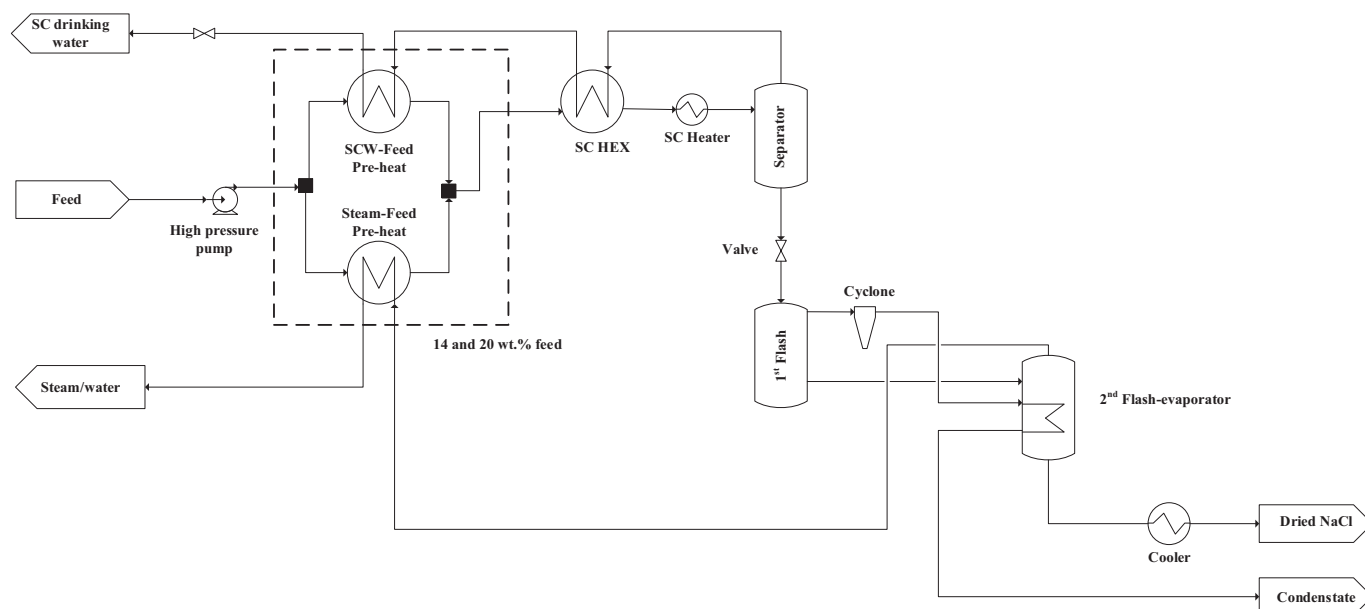 SC drinking
water
SCW-Feed
Pre-heat
SC HEX
SC Heater
Separator
Feed
High pressure
pump
Steam-Feed
Pre-heat
Valve
Cyclone
1st Flash
14 and 20 wt.% feed
Steam/water
2nd Flash-evaporator
Cooler
Dried NaCl
Condenstate